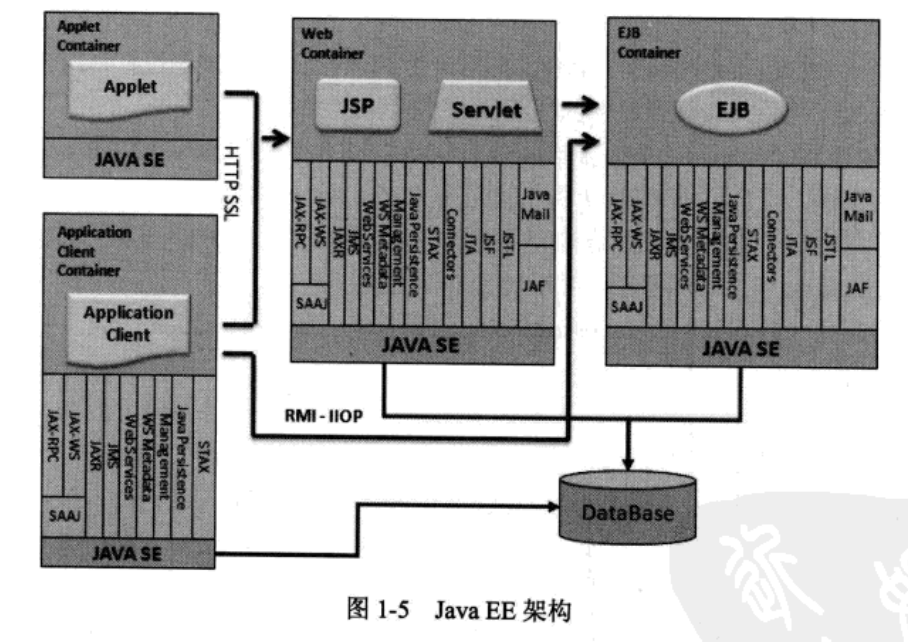 Applet
Container
Applet
JAVA SE
HTTP SSL
Application
Client
Container
Application
Client
JAX-RPC
JAX-WS
SAAJ
JAXR
JMS
WebServices
WS Metadata
Management
Java Persistence
STAX
JAVA SE
Web
Container
JSP
Servlet
JAX-RPC
JAX-WS
SAAJ
JAXR
JMS
WebServices
WS Metadata
Management
Java Persistence
STAX
Connectors
JTA
JSF
JSTL
Java
Mail
JAF
JAVA SE
EJB
Container
EJB
JAX-RPC
JAX-WS
SAAJ
JAXR
JMS
WebServices
WS Metadata
Management
Java Persistence
STAX
Connectors
JTA
JSF
JSTL
Java
Mail
JAF
JAVA SE
RMI - IIOP
DataBase
图 1-5 Java EE 架构